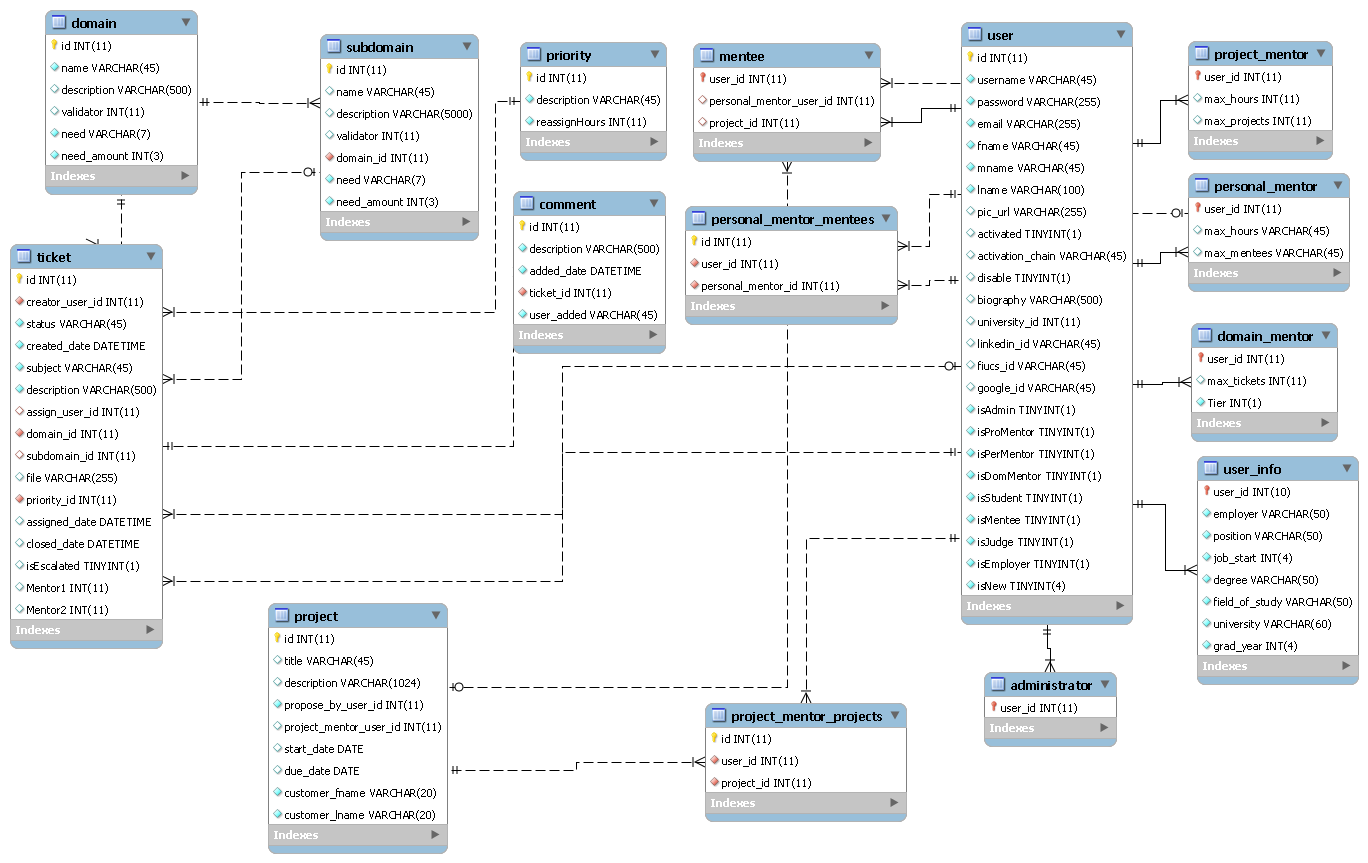 domain
id INT(11)
name VARCHAR(45)
description VARCHAR(500)
validator INT(11)
need VARCHAR(7)
need_amount INT(3)
Indexes
subdomain
id INT(11)
name VARCHAR(45)
description VARCHAR(5000)
validator INT(11)
domain_id INT(11)
need VARCHAR(7)
need_amount INT(3)
Indexes
priority
id INT(11)
description VARCHAR(45)
reassignHours INT(11)
Indexes
mentee
user_id INT(11)
personal_mentor_user_id INT(11)
project_id INT(11)
Indexes
user
id INT(11)
username VARCHAR(45)
password VARCHAR(255)
email VARCHAR(255)
fname VARCHAR(45)
mname VARCHAR(45)
lname VARCHAR(100)
pic_url VARCHAR(255)
activated TINYINT(1)
activation_chain VARCHAR(45)
disable TINYINT(1)
biography VARCHAR(500)
university_id INT(11)
linkedin_id VARCHAR(45)
fiucs_id VARCHAR(45)
google_id VARCHAR(45)
isAdmin TINYINT(1)
isProMentor TINYINT(1)
isPerMentor TINYINT(1)
isDomMentor TINYINT(1)
isStudent TINYINT(1)
isMentee TINYINT(1)
isJudge TINYINT(1)
isEmployer TINYINT(1)
isNew TINYINT(4)
Indexes
project_mentor
user_id INT(11)
max_hours INT(11)
max_projects INT(11)
Indexes
personal_mentor
user_id INT(11)
max_hours VARCHAR(45)
max_mentees VARCHAR(45)
Indexes
comment
id INT(11)
description VARCHAR(500)
added_date DATETIME
ticket_id INT(11)
user_added VARCHAR(45)
Indexes
personal_mentor_mentees
id INT(11)
user_id INT(11)
personal_mentor_id INT(11)
Indexes
ticket
id INT(11)
creator_user_id INT(11)
status VARCHAR(45)
created_date DATETIME
subject VARCHAR(45)
description VARCHAR(500)
assign_user_id INT(11)
domain_id INT(11)
subdomain_id INT(11)
file VARCHAR(255)
priority_id INT(11)
assigned_date DATETIME
closed_date DATETIME
isEscalated TINYINT(1)
Mentor1 INT(11)
Mentor2 INT(11)
Indexes
domain_mentor
user_id INT(11)
max_tickets INT(11)
Tier INT(1)
Indexes
user_info
user_id INT(10)
employer VARCHAR(50)
position VARCHAR(50)
job_start INT(4)
degree VARCHAR(50)
field_of_study VARCHAR(50)
university VARCHAR(60)
grad_year INT(4)
Indexes
project
id INT(11)
title VARCHAR(45)
description VARCHAR(1024)
propose_by_user_id INT(11)
project_mentor_user_id INT(11)
start_date DATE
due_date DATE
customer_fname VARCHAR(20)
customer_lname VARCHAR(20)
Indexes
project_mentor_projects
id INT(11)
user_id INT(11)
project_id INT(11)
Indexes
administrator
user_id INT(11)
Indexes